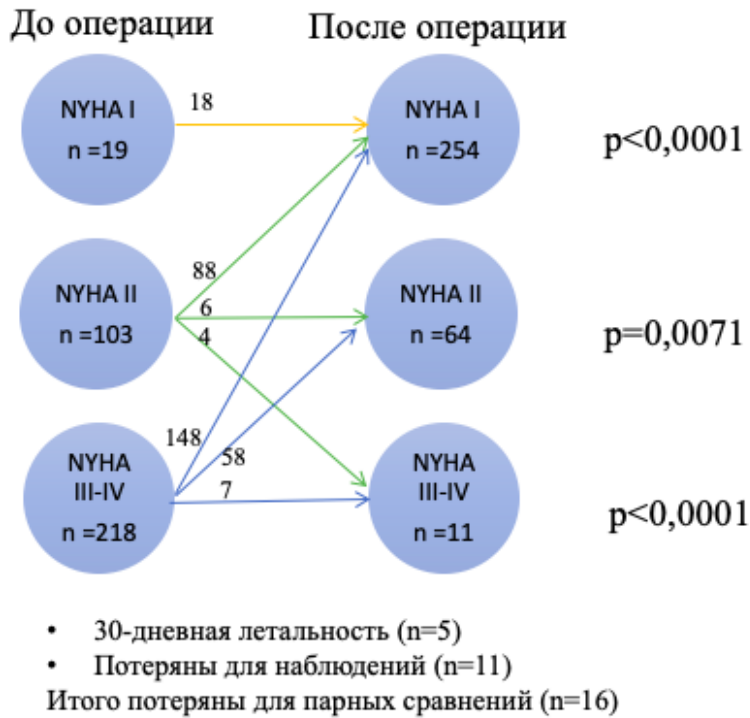 До операции
После операции
NYHA I
n =19
18
NYHA I
n =254
p<0,0001
NYHA II
n =103
88
6
4
NYHA II
n =64
p=0,0071
NYHA
III-IV
n =218
148
58
7
NYHA
III-IV
n =11
p<0,0001
• 30-дневная летальность (n=5)
• Потеряны для наблюдений (n=11)
Итого потеряны для парных сравнений (n=16)